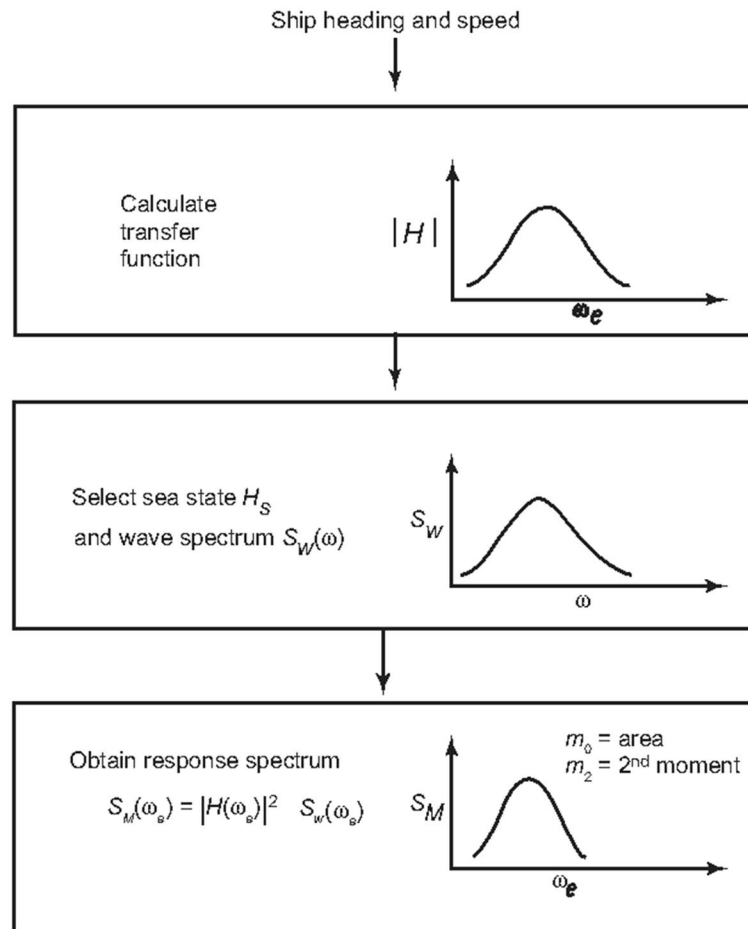 Ship heading and speed
Calculate
transfer
function
|H|
ωe
Select sea state HS
and wave spectrum SW(ω)
SW
ω
Obtain response spectrum
SM(ωe) = |H(ωe)|² Sw(ωe)
SM
m0 = area
m2 = 2nd moment
ωe